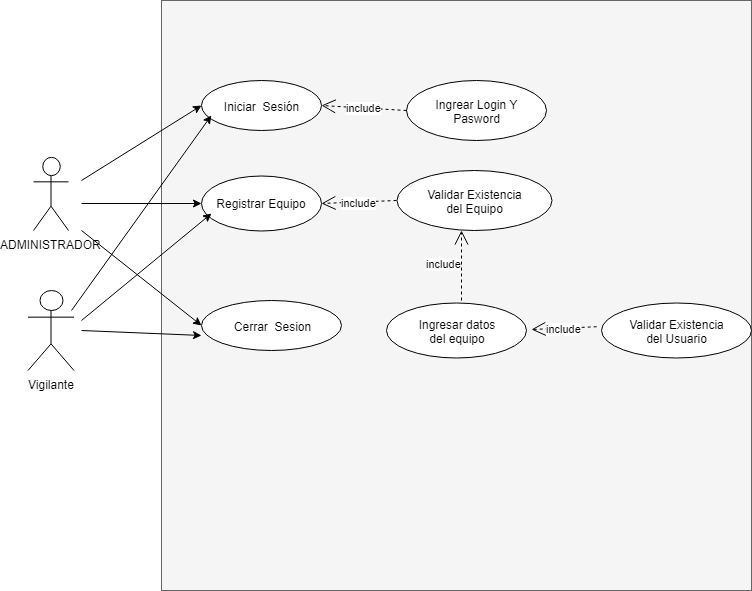 Iniciar Sesión
include
Ingrear Login Y
Pasword
ADMINISTRADOR
Registrar Equipo
include
Validar Existencia
del Equipo
include
Vigilante
Cerrar Sesion
Ingresar datos
del equipo
include
Validar Existencia
del Usuario